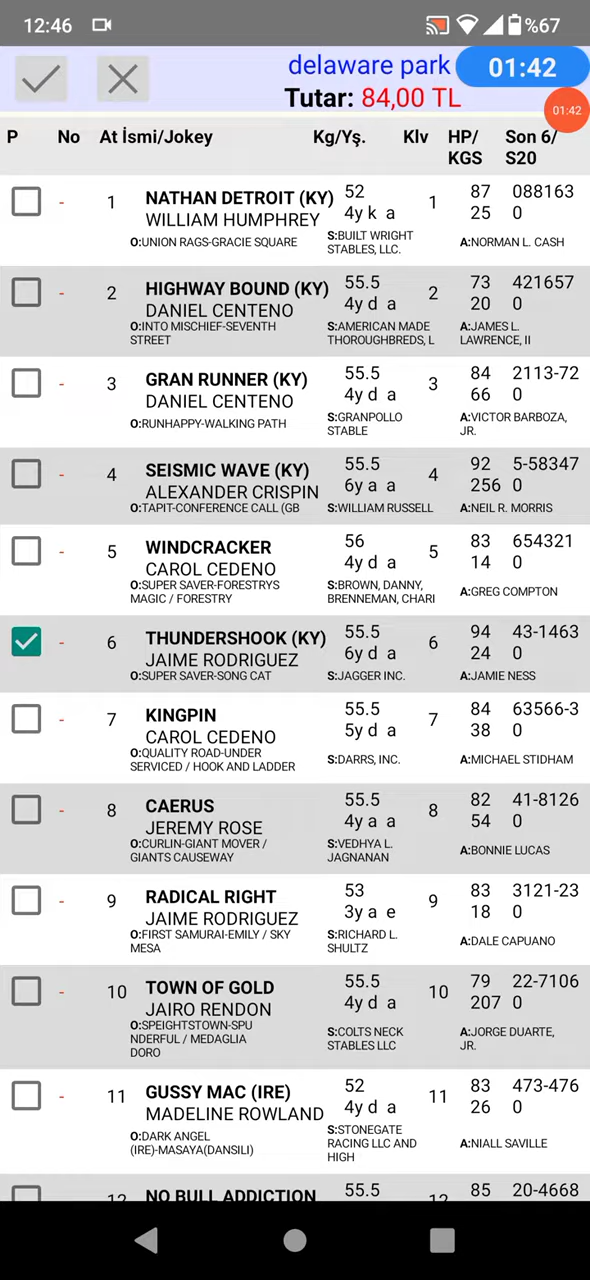 12:46 %67
delaware park 01:42
Tutar: 84,00 TL 01:42
P No At İsmi/Jokey Kg/Yş. Klv HP/ KGS Son 6/ S20
- 1 NATHAN DETROIT (KY) 52 1 87 088163
WILLIAM HUMPHREY 4y k a 25 0
O:UNION RAGS-GRACIE SQUARE S:BUILT WRIGHT STABLES, LLC. A:NORMAN L. CASH
- 2 HIGHWAY BOUND (KY) 55.5 2 73 421657
DANIEL CENTENO 4y d a 20 0
O:INTO MISCHIEF-SEVENTH STREET S:AMERICAN MADE THOROUGHBREDS, L A:JAMES L. LAWRENCE, II
- 3 GRAN RUNNER (KY) 55.5 3 84 2113-72
DANIEL CENTENO 4y d a 66 0
O:RUNHAPPY-WALKING PATH S:GRANPOLLO STABLE A:VICTOR BARBOZA, JR.
- 4 SEISMIC WAVE (KY) 55.5 4 92 5-58347
ALEXANDER CRISPIN 6y a a 256 0
O:TAPIT-CONFERENCE CALL (GB S:WILLIAM RUSSELL A:NEIL R. MORRIS
- 5 WINDCRACKER 56 5 83 654321
CAROL CEDENO 4y d a 14 0
O:SUPER SAVER-FORESTRYS MAGIC / FORESTRY S:BROWN, DANNY, BRENNEMAN, CHARI A:GREG COMPTON
- 6 THUNDERSHOOK (KY) 55.5 6 94 43-1463
JAIME RODRIGUEZ 6y d a 24 0
O:SUPER SAVER-SONG CAT S:JAGGER INC. A:JAMIE NESS
- 7 KINGPIN 55.5 7 84 63566-3
CAROL CEDENO 5y d a 38 0
O:QUALITY ROAD-UNDER SERVICED / HOOK AND LADDER S:DARRS, INC. A:MICHAEL STIDHAM
- 8 CAERUS 55.5 8 82 41-8126
JEREMY ROSE 4y a a 54 0
O:CURLIN-GIANT MOVER / GIANTS CAUSEWAY S:VEDHYA L. JAGNANAN A:BONNIE LUCAS
- 9 RADICAL RIGHT 53 9 83 3121-23
JAIME RODRIGUEZ 3y a e 18 0
O:FIRST SAMURAI-EMILY / SKY MESA S:RICHARD L. SHULTZ A:DALE CAPUANO
- 10 TOWN OF GOLD 55.5 10 79 22-7106
JAIRO RENDON 4y d a 207 0
O:SPEIGHTSTOWN-SPU NDERFUL / MEDAGLIA DORO S:COLTS NECK STABLES LLC A:JORGE DUARTE, JR.
- 11 GUSSY MAC (IRE) 52 11 83 473-476
MADELINE ROWLAND 4y d a 26 0
O:DARK ANGEL (IRE)-MASAYA(DANSILI) S:STONEGATE RACING LLC AND HIGH A:NIALL SAVILLE
12 NO BULL ADDICTION 55.5 12 85 20-4668